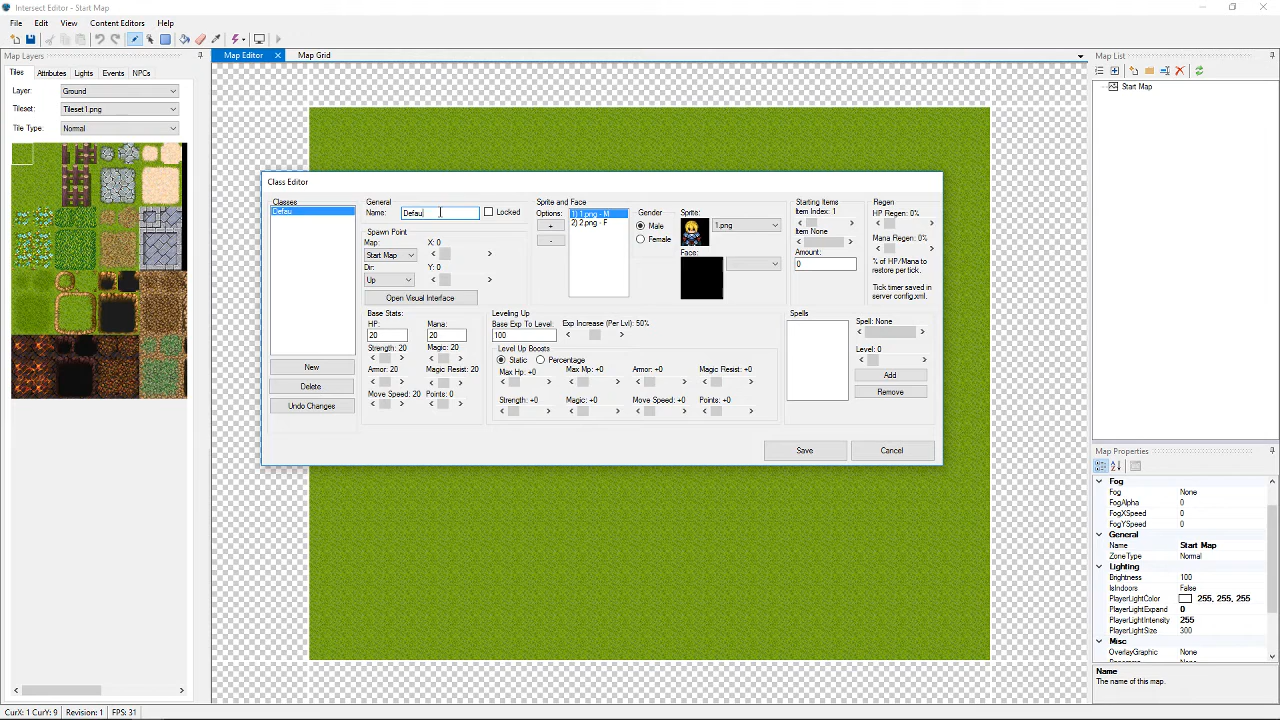 Intersect Editor - Start Map
File Edit View Content Editors Help
Map Layers
Tiles Attributes Lights Events NPCs
Layer: Ground
Tileset: Tileset1.png
Tile Type: Normal
Map Editor Map Grid
Map List
Start Map
Class Editor
Classes
Defau
New
Delete
Undo Changes
General
Name: Defau Locked
Spawn Point
Map: X: 0
Start Map
Dir: Y: 0
Up
Open Visual Interface
Base Stats:
HP: Mana:
20 20
Strength: 20 Magic: 20
Armor: 20 Magic Resist: 20
Move Speed: 20 Points: 0
Sprite and Face
Options:
+
-
1) 1.png - M
2) 2.png - F
Gender
Male
Female
Sprite:
1.png
Face:
Leveling Up
Base Exp To Level: Exp Increase (Per Lvl): 50%
100
Level Up Boosts
Static Percentage
Max Hp: +0 Max Mp: +0 Armor: +0 Magic Resist: +0
Strength: +0 Magic: +0 Move Speed: +0 Points: +0
Starting Items
Item Index: 1
Item None
Amount:
0
Regen
HP Regen: 0%
Mana Regen: 0%
% of HP/Mana to
restore per tick.
Tick timer saved in
server config.xml.
Spells
Spell: None
Level: 0
Add
Remove
Save Cancel
Map Properties
Fog
Fog None
FogAlpha 0
FogXSpeed 0
FogYSpeed 0
General
Name Start Map
ZoneType Normal
Lighting
Brightness 100
IsIndoors False
PlayerLightColor 255, 255, 255
PlayerLightExpand 0
PlayerLightIntensity 255
PlayerLightSize 300
Misc
OverlayGraphic None
Name
The name of this map.
CurX: 1 CurY: 9 Revision: 1 FPS: 31